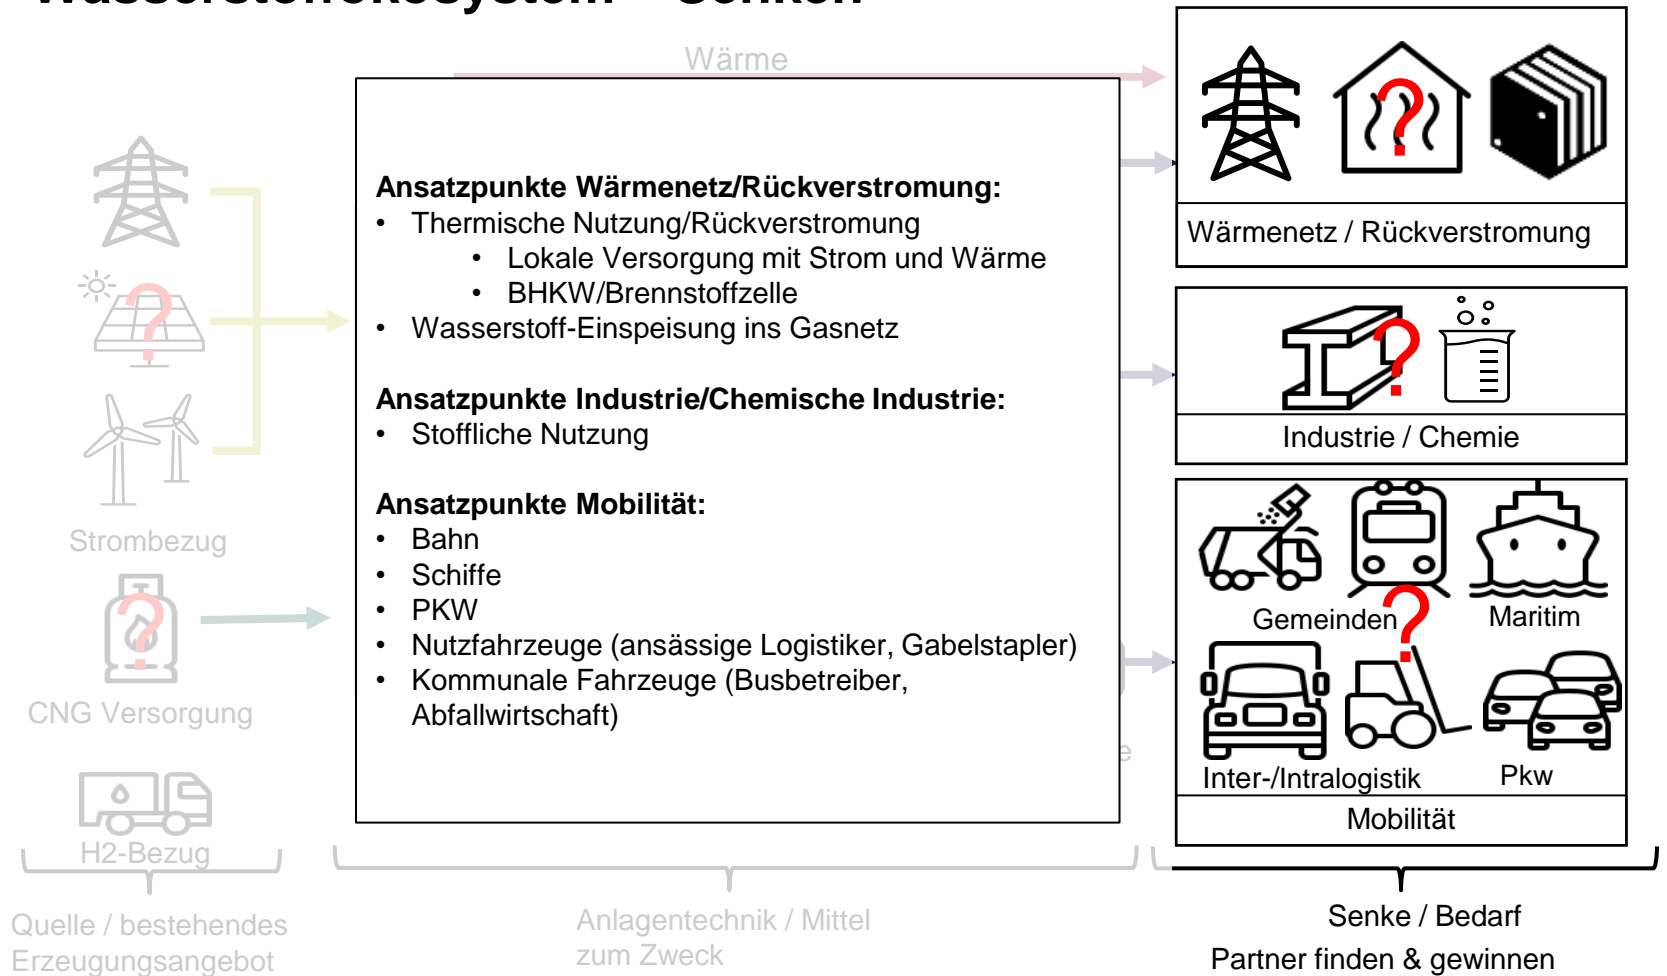 Wasserstoffökosystem – Senken
Wärme
Ansatzpunkte Wärmenetz/Rückverstromung:
• Thermische Nutzung/Rückverstromung
• Lokale Versorgung mit Strom und Wärme
• BHKW/Brennstoffzelle
• Wasserstoff-Einspeisung ins Gasnetz
Ansatzpunkte Industrie/Chemische Industrie:
• Stoffliche Nutzung
Ansatzpunkte Mobilität:
• Bahn
• Schiffe
• PKW
• Nutzfahrzeuge (ansässige Logistiker, Gabelstapler)
• Kommunale Fahrzeuge (Busbetreiber,
Abfallwirtschaft)
?
Strombezug
?
CNG Versorgung
H2-Bezug
Quelle / bestehendes
Erzeugungsangebot
e
Anlagentechnik / Mittel
zum Zweck
?
Wärmenetz / Rückverstromung
?
Industrie / Chemie
Gemeinden
?
Maritim
Inter-/Intralogistik
Pkw
Mobilität
Senke / Bedarf
Partner finden & gewinnen